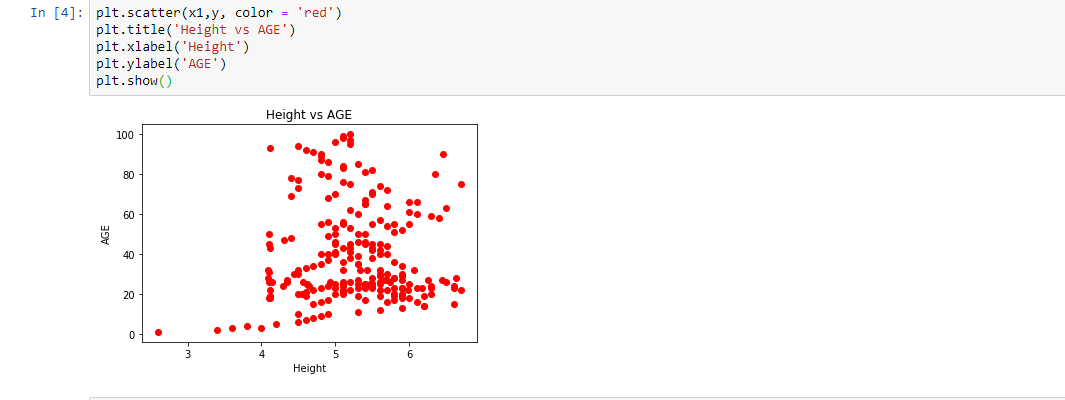 In [4]: plt.scatter(x1,y, color = 'red')
plt.title('Height vs AGE')
plt.xlabel('Height')
plt.ylabel('AGE')
plt.show()
Height vs AGE
100
80
60
40
20
0
AGE
3 4 5 6
Height